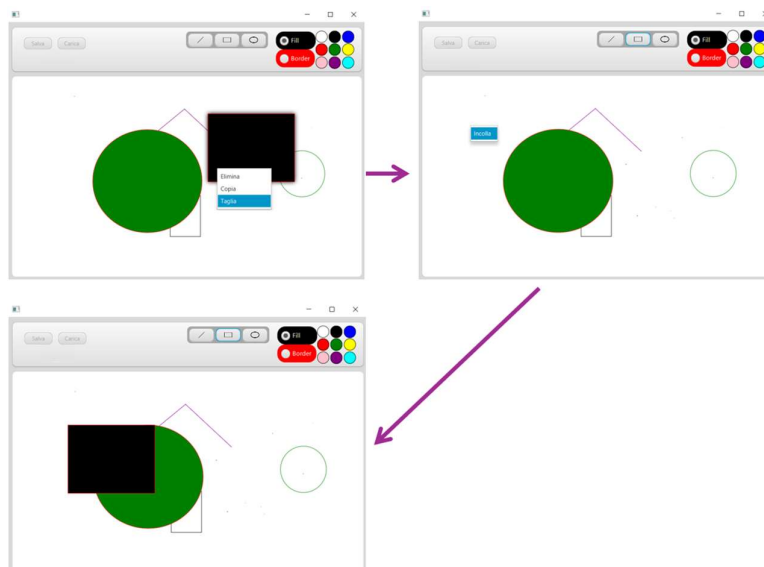 Salva Carica Fill
Border
Elimina
Copia
Taglia
Salva Carica Fill
Border
Incolla
Salva Carica Fill
Border